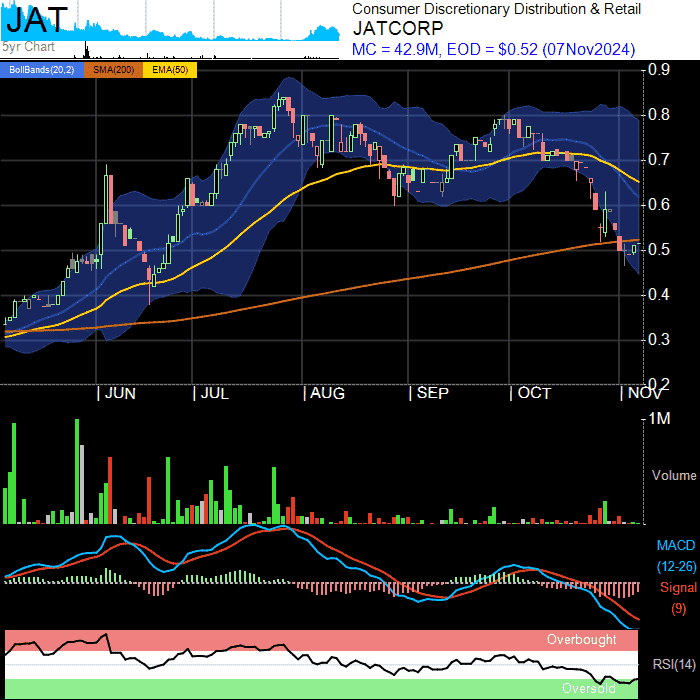 JAT
5yr Chart
Consumer Discretionary Distribution & Retail
JATCORP
MC = 42.9M, EOD = $0.52 (07Nov2024)
BollBands(20,2) SMA(200) EMA(50)
0.9
0.8
0.7
0.6
0.5
0.4
0.3
0.2
JUN JUL AUG SEP OCT NOV
1M
Volume
MACD
(12-26)
Signal
(9)
Overbought
RSI(14)
Oversold